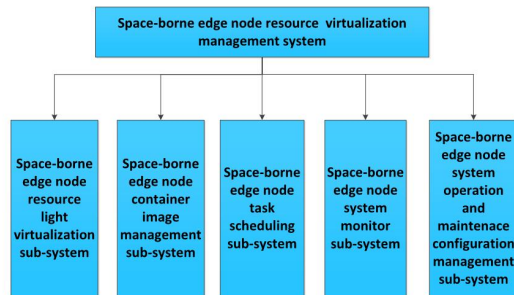 Space-borne edge node resource virtualization
management system
Space-borne
edge node
resource
light
virtualization
sub-system
Space-borne
edge node
container
image
management
sub-system
Space-borne
edge node
task
scheduling
sub-system
Space-borne
edge node
system
monitor
sub-system
Space-borne
edge node
system
operation
and
maintenace
configuration
management
sub-system